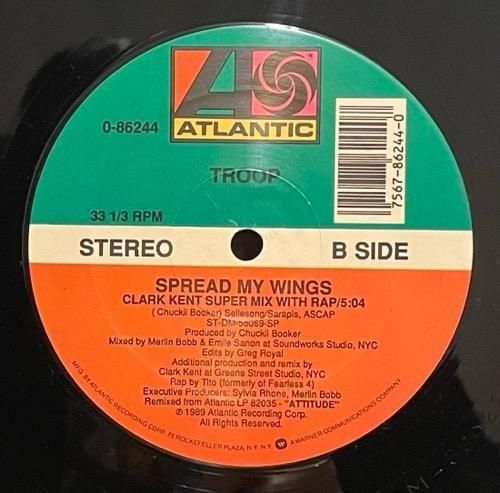 ATLANTIC
0-86244
TROOP
7567-86244-0
33 1/3 RPM
STEREO
B SIDE
SPREAD MY WINGS
CLARK KENT SUPER MIX WITH RAP/5:04
( Chuckii Booker) Sellesong/Sarapis, ASCAP
ST-DM-58069-SP
Produced by Chuckii Booker
Mixed by Merlin Bobb & Emile Sanon at Soundworks Studio, NYC
Edits by Greg Royal
Additional production and remix by
Clark Kent at Greene Street Studio, NYC
Rap by Tito (formerly of Fearless 4)
Executive Producers: Sylvia Rhone, Merlin Bobb
Remixed from Atlantic LP 82035 - "ATTITUDE"
℗ 1989 Atlantic Recording Corp.
All Rights Reserved.
MFG BY ATLANTIC RECORDING CORP. 75 ROCKEFELLER PLAZA, N.Y. N.Y. A WARNER COMMUNICATIONS COMPANY